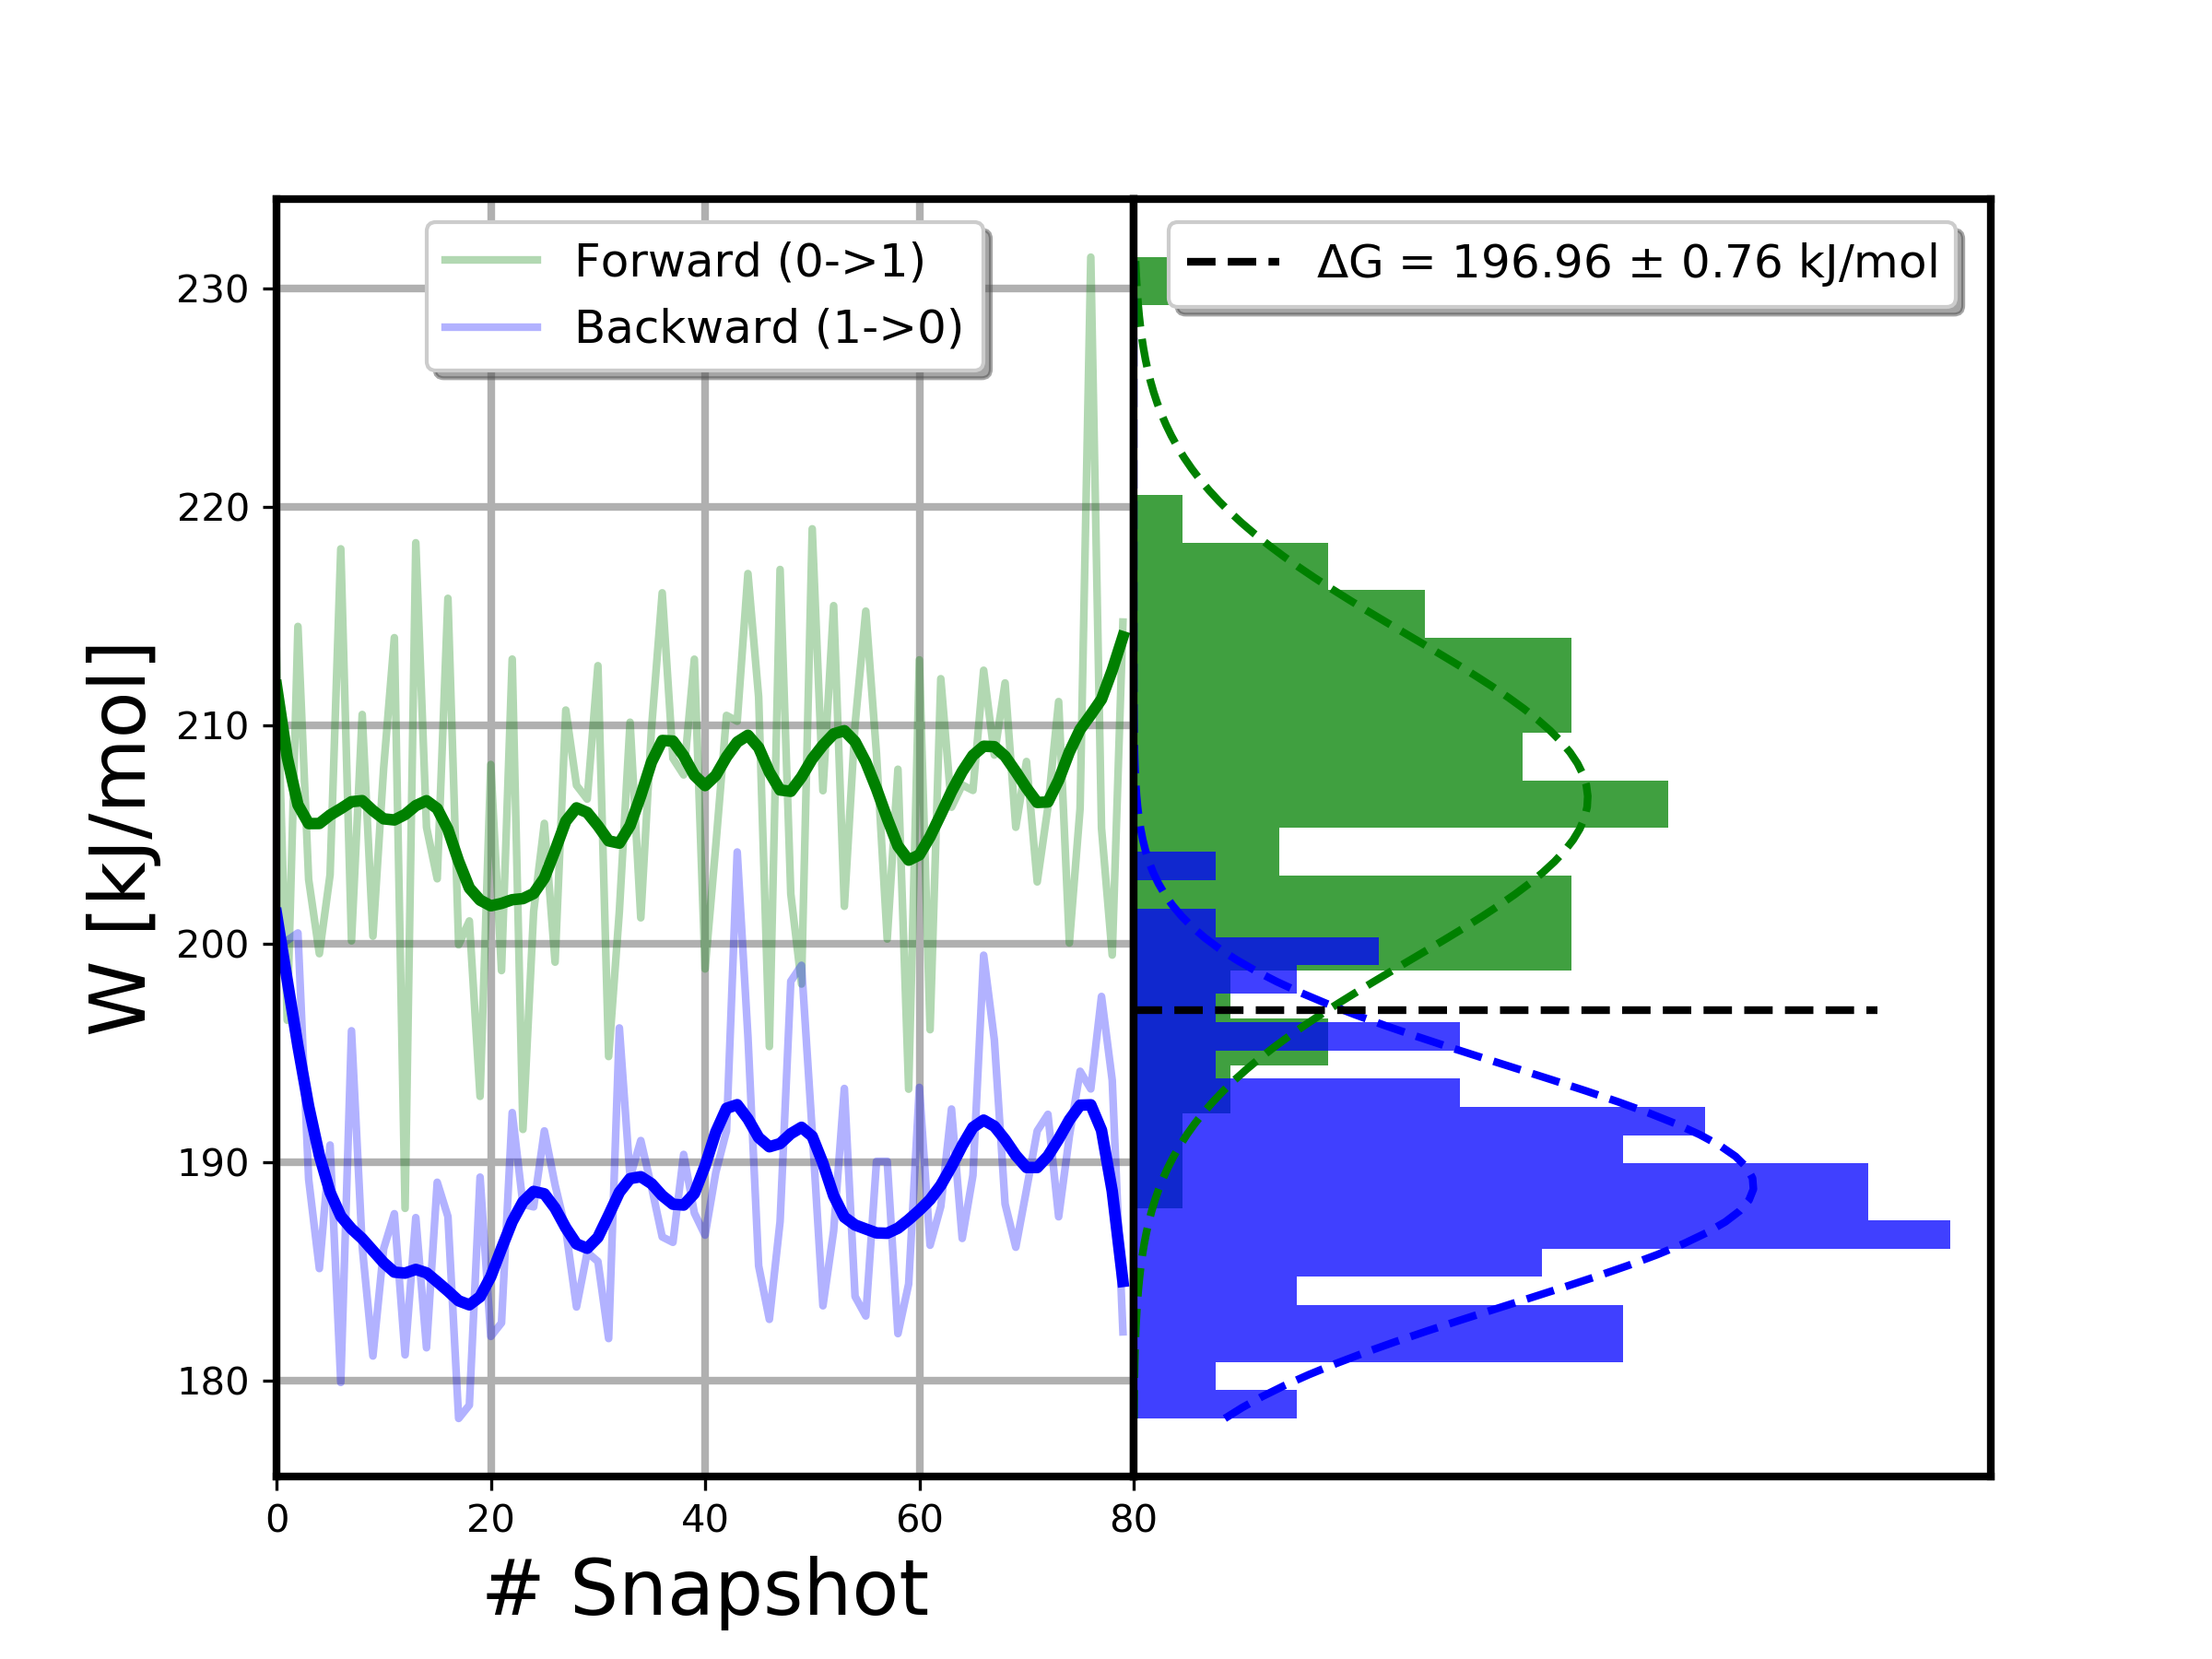 Forward (0->1)
Backward (1->0)
ΔG = 196.96 ± 0.76 kJ/mol
W [kJ/mol]
230
220
210
200
190
180
0 20 40 60 80
# Snapshot